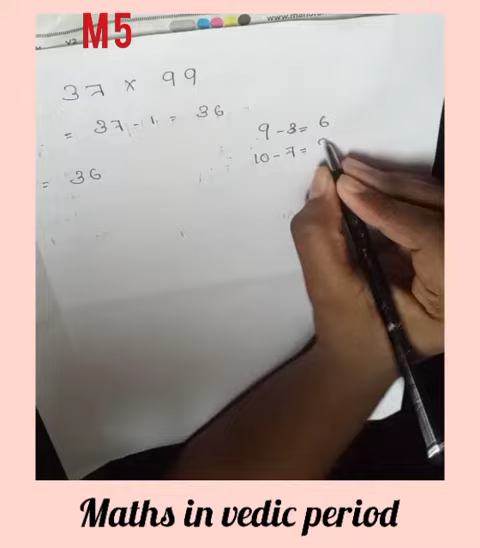 M5
37 x 99
= 37 - 1 = 36
9 - 3 = 6
10 - 7 =
= 36
Maths in vedic period